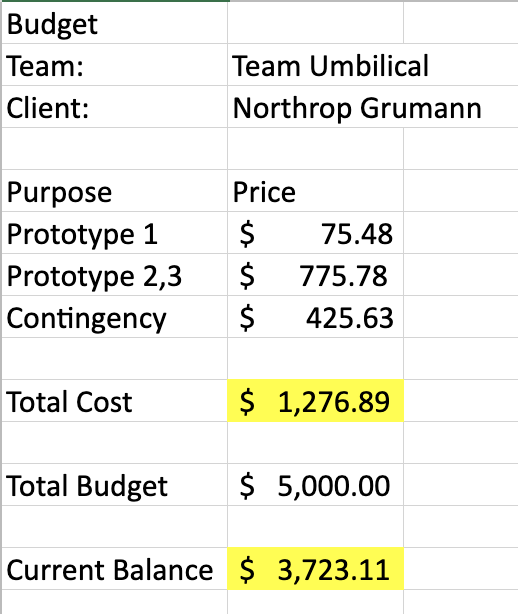 Budget
Team: Team Umbilical
Client: Northrop Grumann
Purpose Price
Prototype 1 $ 75.48
Prototype 2,3 $ 775.78
Contingency $ 425.63
Total Cost $ 1,276.89
Total Budget $ 5,000.00
Current Balance $ 3,723.11